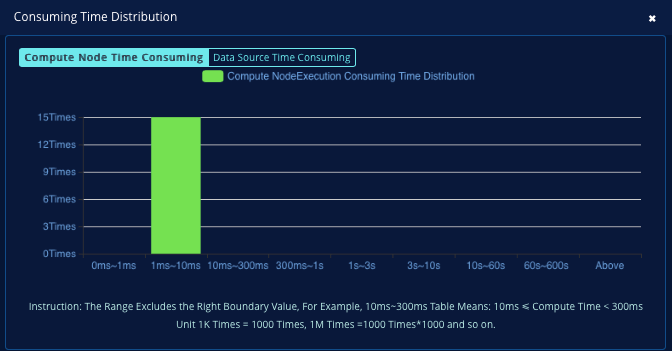 Consuming Time Distribution
✖
Compute Node Time Consuming Data Source Time Consuming
Compute NodeExecution Consuming Time Distribution
15Times
12Times
9Times
6Times
3Times
0Times
0ms~1ms 1ms~10ms 10ms~300ms 300ms~1s 1s~3s 3s~10s 10s~60s 60s~600s Above
Instruction: The Range Excludes the Right Boundary Value, For Example, 10ms~300ms Table Means: 10ms ⩽ Compute Time < 300ms
Unit 1K Times = 1000 Times, 1M Times =1000 Times*1000 and so on.